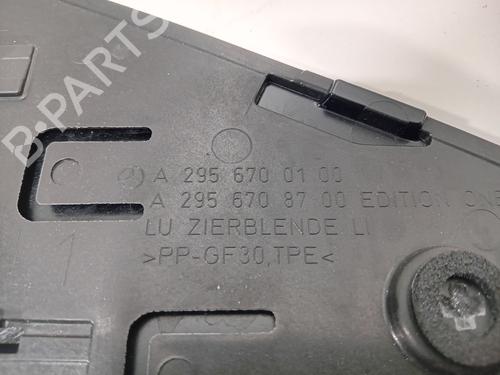 B-PARTS
A 295 670 01 00
A 295 670 87 00 EDITION ONE
LU ZIERBLENDE LI
>PP-GF30,TPE<
1